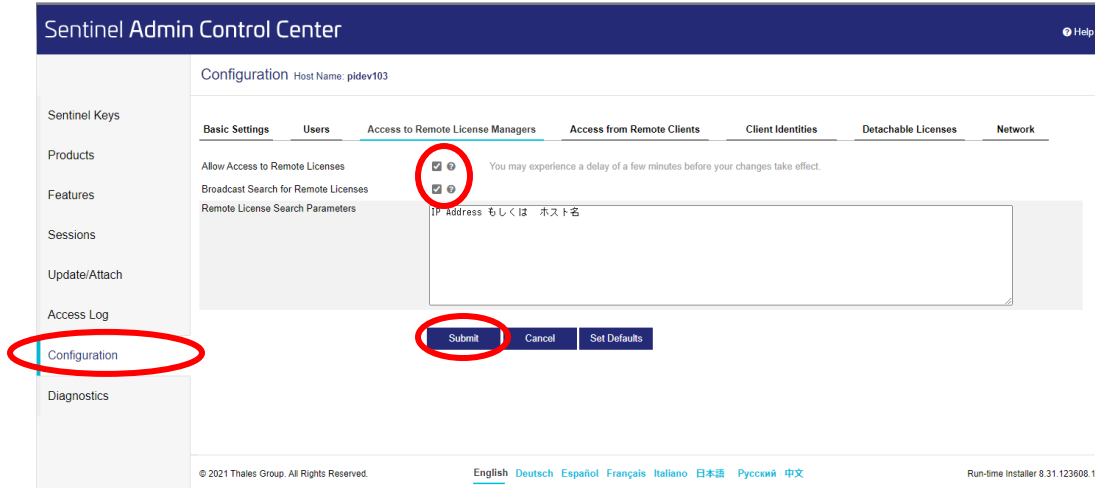 Sentinel Admin Control Center
Help
Configuration Host Name: pidev103
Sentinel Keys
Products
Features
Sessions
Update/Attach
Access Log
Configuration
Diagnostics
Basic Settings Users Access to Remote License Managers Access from Remote Clients Client Identities Detachable Licenses Network
Allow Access to Remote Licenses ? You may experience a delay of a few minutes before your changes take effect.
Broadcast Search for Remote Licenses ?
Remote License Search Parameters IP Address もしくは ホスト名
Submit Cancel Set Defaults
© 2021 Thales Group. All Rights Reserved. English Deutsch Español Français Italiano 日本語 Русский 中文 Run-time Installer 8.31.123608.1